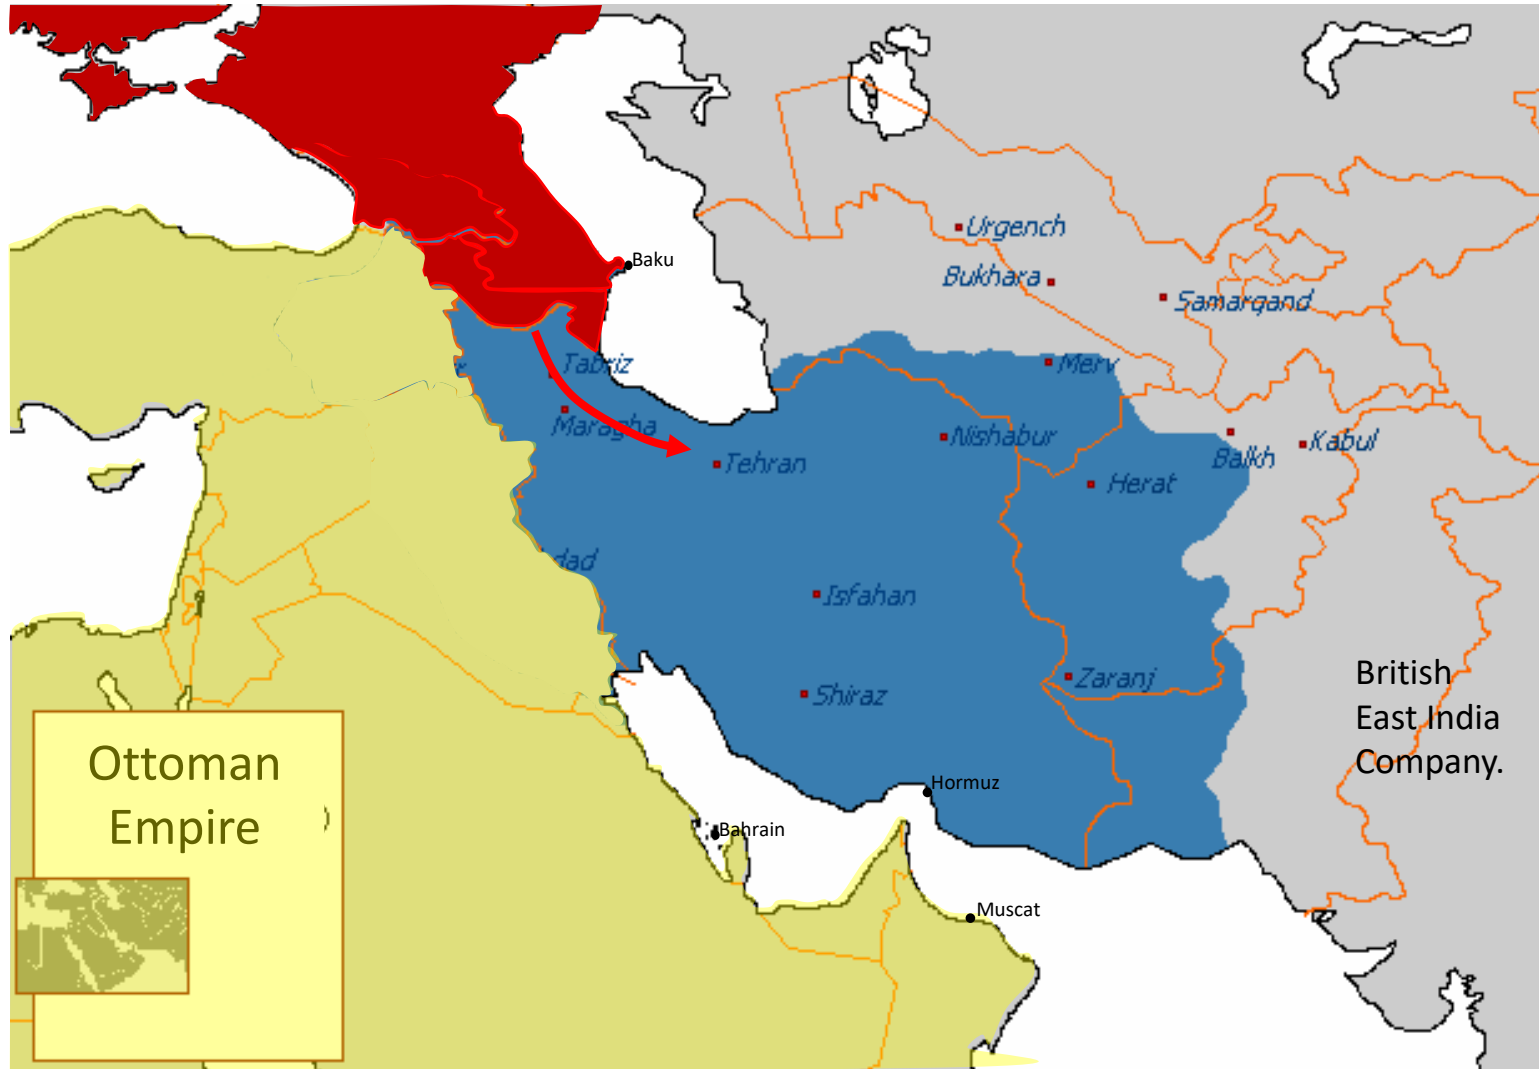 Baku
Urgench
Bukhara
Samarqand
Tabriz
Merv
Maragha
Nishabur
Balkh
Kabul
Tehran
Herat
dad
Isfahan
British
East India
Company.
Zaranj
Shiraz
Ottoman
Empire
Hormuz
Bahrain
Muscat